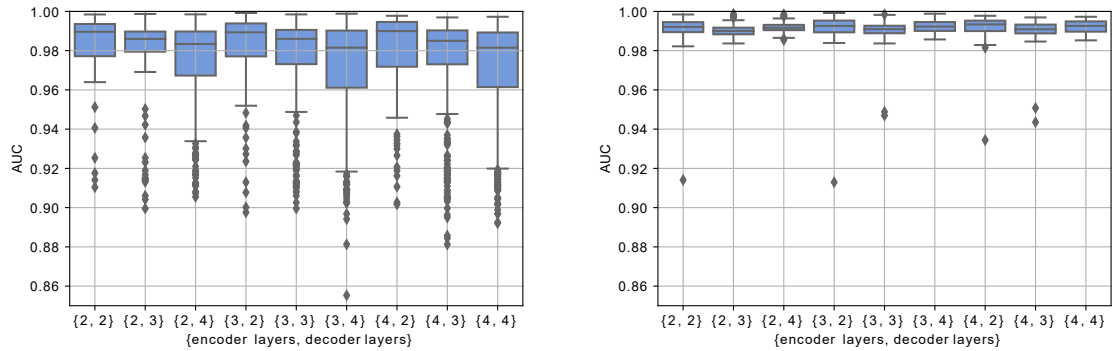 1.00
0.98
0.96
0.94
0.92
0.90
0.88
0.86
AUC
{2, 2} {2, 3} {2, 4} {3, 2} {3, 3} {3, 4} {4, 2} {4, 3} {4, 4}
{encoder layers, decoder layers}
1.00
0.98
0.96
0.94
0.92
0.90
0.88
0.86
AUC
{2, 2} {2, 3} {2, 4} {3, 2} {3, 3} {3, 4} {4, 2} {4, 3} {4, 4}
{encoder layers, decoder layers}